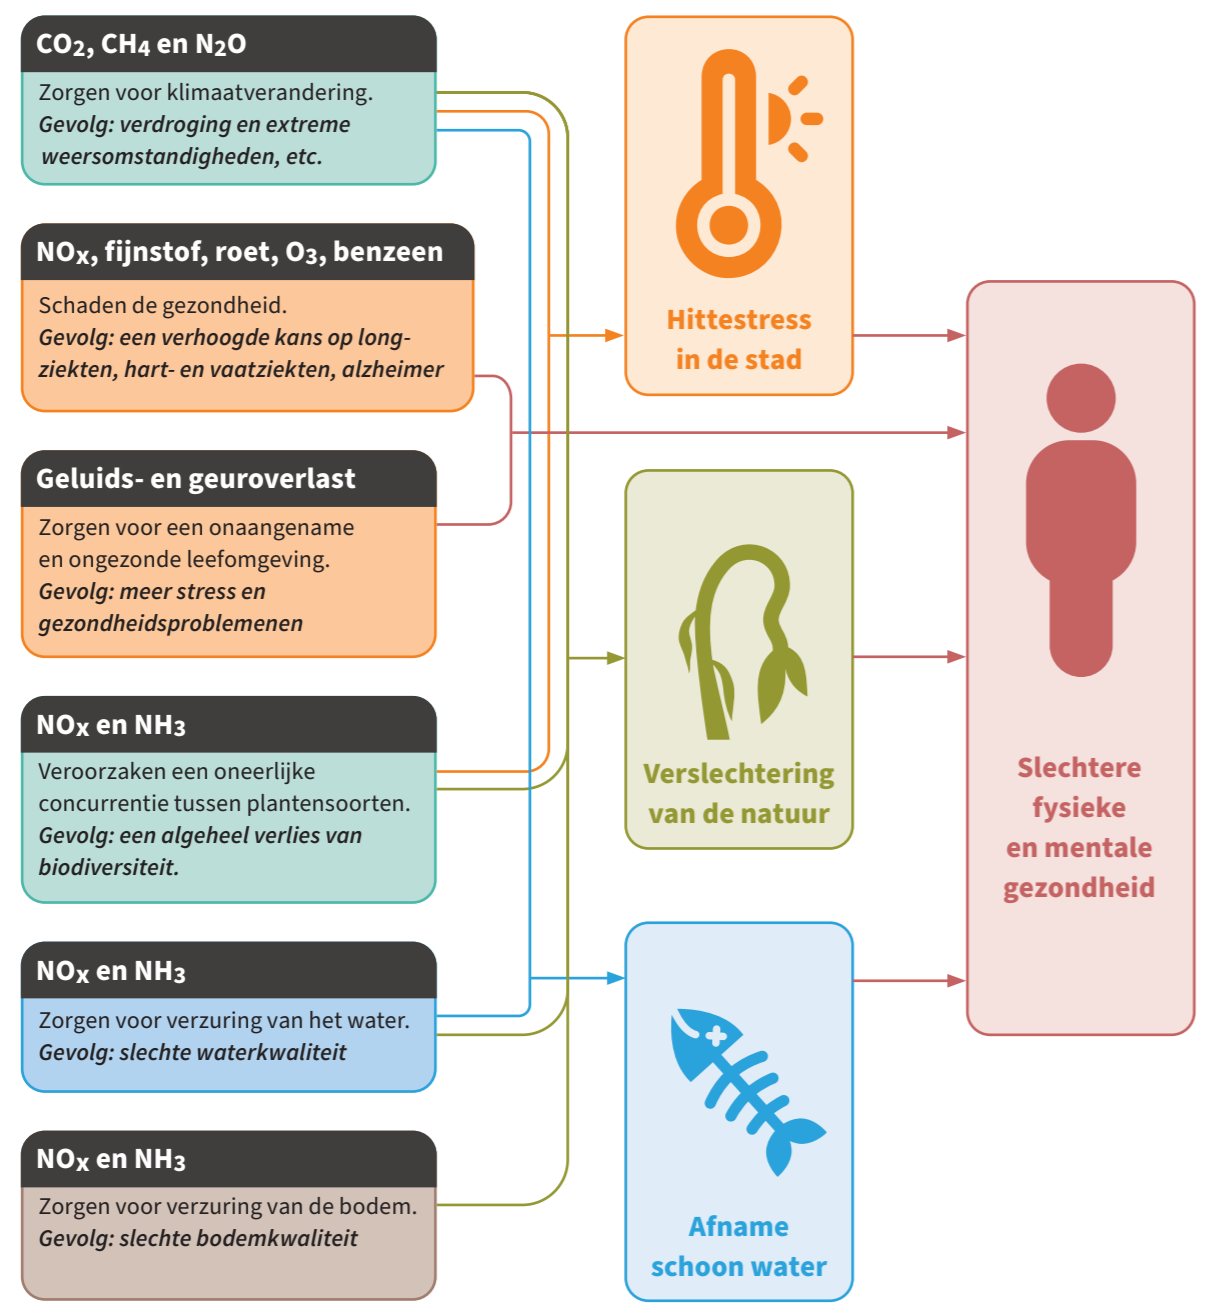 CO₂, CH₄ en N₂O
Zorgen voor klimaatverandering.
Gevolg: verdroging en extreme
weersomstandigheden, etc.
NOₓ, fijnstof, roet, O₃, benzeen
Schaden de gezondheid.
Gevolg: een verhoogde kans op long-
ziekten, hart- en vaatziekten, alzheimer
Geluids- en geuroverlast
Zorgen voor een onaangename
en ongezonde leefomgeving.
Gevolg: meer stress en
gezondheidsproblemenen
NOₓ en NH₃
Veroorzaken een oneerlijke
concurrentie tussen plantensoorten.
Gevolg: een algeheel verlies van
biodiversiteit.
NOₓ en NH₃
Zorgen voor verzuring van het water.
Gevolg: slechte waterkwaliteit
NOₓ en NH₃
Zorgen voor verzuring van de bodem.
Gevolg: slechte bodemkwaliteit
Hittestress
in de stad
Verslechtering
van de natuur
Afname
schoon water
Slechtere
fysieke
en mentale
gezondheid